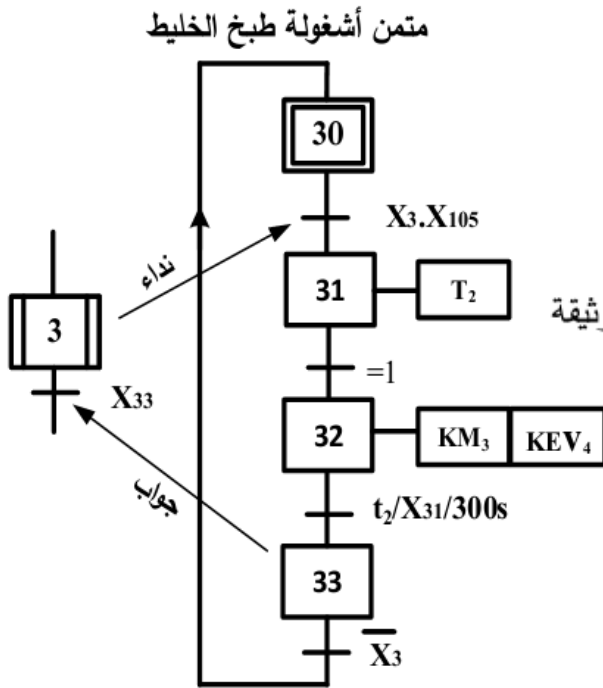 متمن أشغولة طبخ الخليط
30
X3.X105
نداء
31
T2
3
=1
X33
32
KM3
KEV4
جواب
t2/X31/300s
33
X̅3